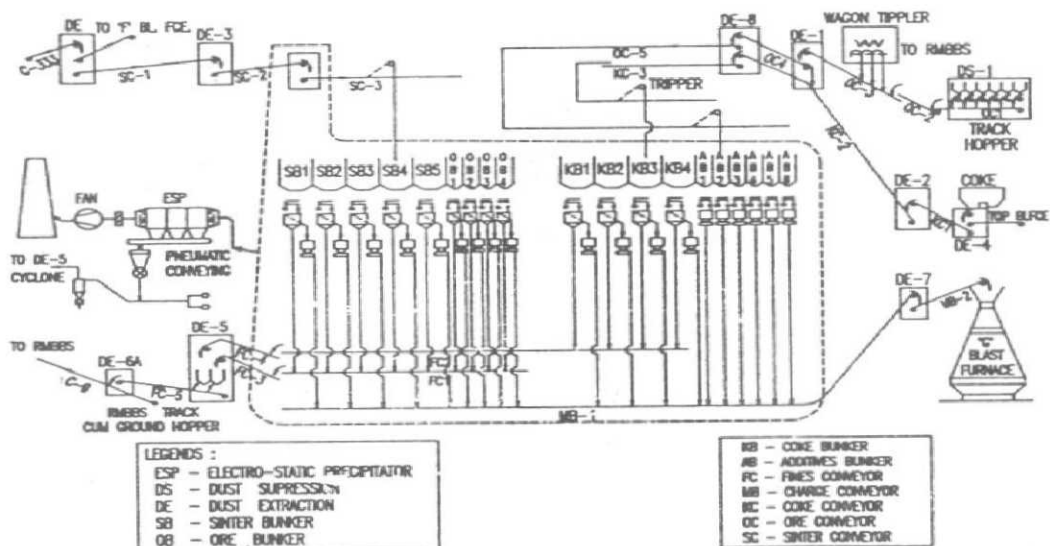 DE
TO 'F' BL. FCE.
C-333
SC-1
DE-3
SC-2
SC-3
DE-8
OC-5
KC-3
TRIPPER
DE-1
WAGON TIPPLER
TO RMBBS
DS-1
TRACK
HOPPER
SB1 SB2 SB3 SB4 SB5
KB1 KB2 KB3 KB4
FAN
ESP
PNEUMATIC
CONVEYING
TO DE-5
CYCLONE
DE-2
COKE
DE-4
DE-7
MB-2
"G"
BLAST
FURNACE
DE-5
TO RMBBS
DE-6A
FC-5
RMBBS TRACK
CUM GROUND HOPPER
MB-1
LEGENDS :
ESP – ELECTRO-STATIC PRECIPITATOR
DS – DUST SUPRESSION
DE – DUST EXTRACTION
SB – SINTER BUNKER
OB – ORE BUNKER
KB – COKE BUNKER
AB – ADDITIVES BUNKER
FC – FINES CONVEYOR
MB – CHARGE CONVEYOR
KC – COKE CONVEYOR
OC – ORE CONVEYOR
SC – SINTER CONVEYOR